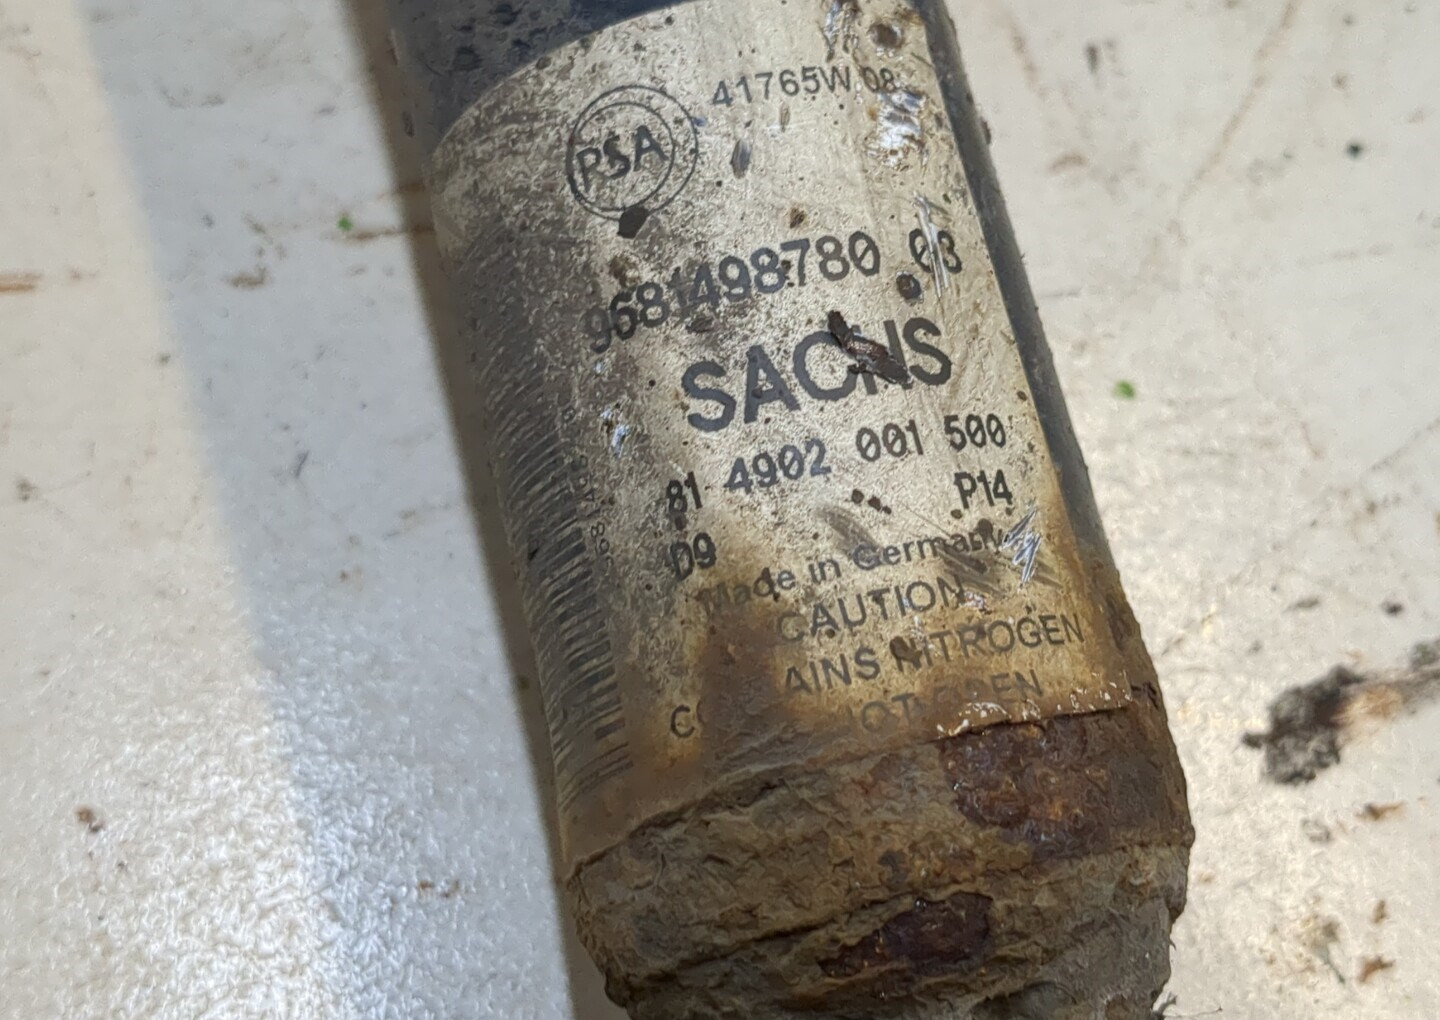 41765W 08
PSA
9681498780 03
SACHS
81 4902 001 500
P14
D9
Made in Germany
CAUTION
AINS NITROGEN